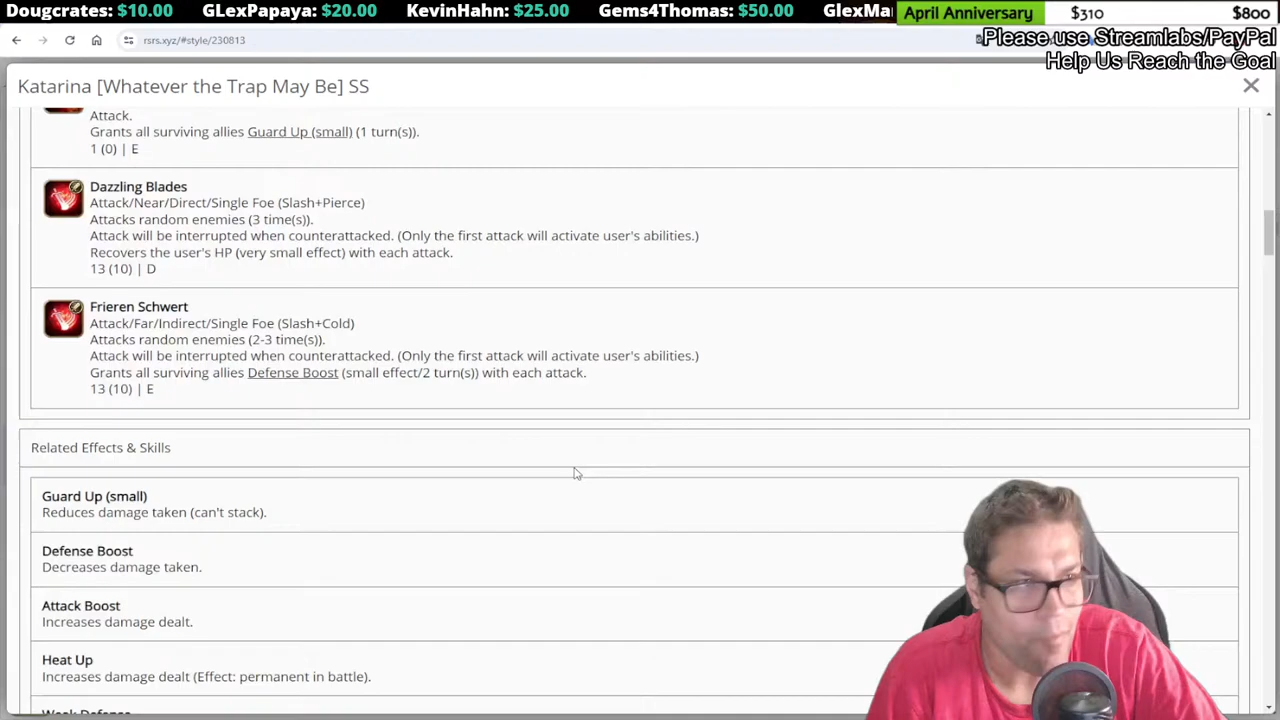 Dougcrates: $10.00 GLexPapaya: $20.00 KevinHahn: $25.00 Gems4Thomas: $50.00
April Anniversary $310 $800
Please use Streamlabs/PayPal
Help Us Reach the Goal
rsrs.xyz/#style/230813
Katarina [Whatever the Trap May Be] SS
Attack.
Grants all surviving allies Guard Up (small) (1 turn(s)).
1 (0) | E
Dazzling Blades
Attack/Near/Direct/Single Foe (Slash+Pierce)
Attacks random enemies (3 time(s)).
Attack will be interrupted when counterattacked. (Only the first attack will activate user's abilities.)
Recovers the user's HP (very small effect) with each attack.
13 (10) | D
Frieren Schwert
Attack/Far/Indirect/Single Foe (Slash+Cold)
Attacks random enemies (2-3 time(s)).
Attack will be interrupted when counterattacked. (Only the first attack will activate user's abilities.)
Grants all surviving allies Defense Boost (small effect/2 turn(s)) with each attack.
13 (10) | E
Related Effects & Skills
Guard Up (small)
Reduces damage taken (can't stack).
Defense Boost
Decreases damage taken.
Attack Boost
Increases damage dealt.
Heat Up
Increases damage dealt (Effect: permanent in battle).